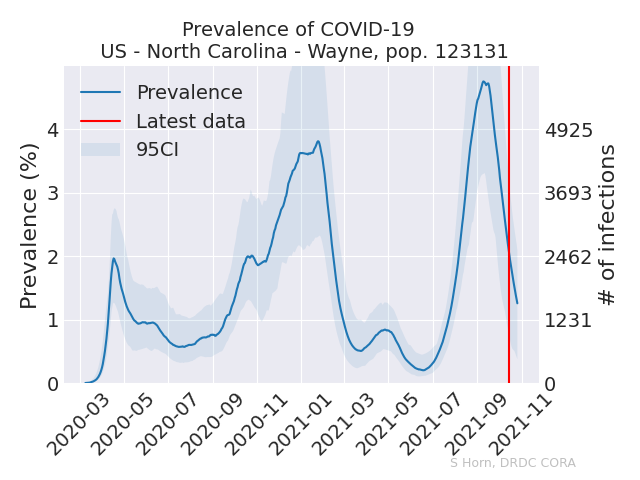 Prevalence of COVID-19
US - North Carolina - Wayne, pop. 123131
Prevalence
Latest data
95CI
Prevalence (%)
4
3
2
1
0
4925
3693
2462
1231
0
# of infections
2020-03
2020-05
2020-07
2020-09
2020-11
2021-01
2021-03
2021-05
2021-07
2021-09
2021-11
S Horn, DRDC CORA